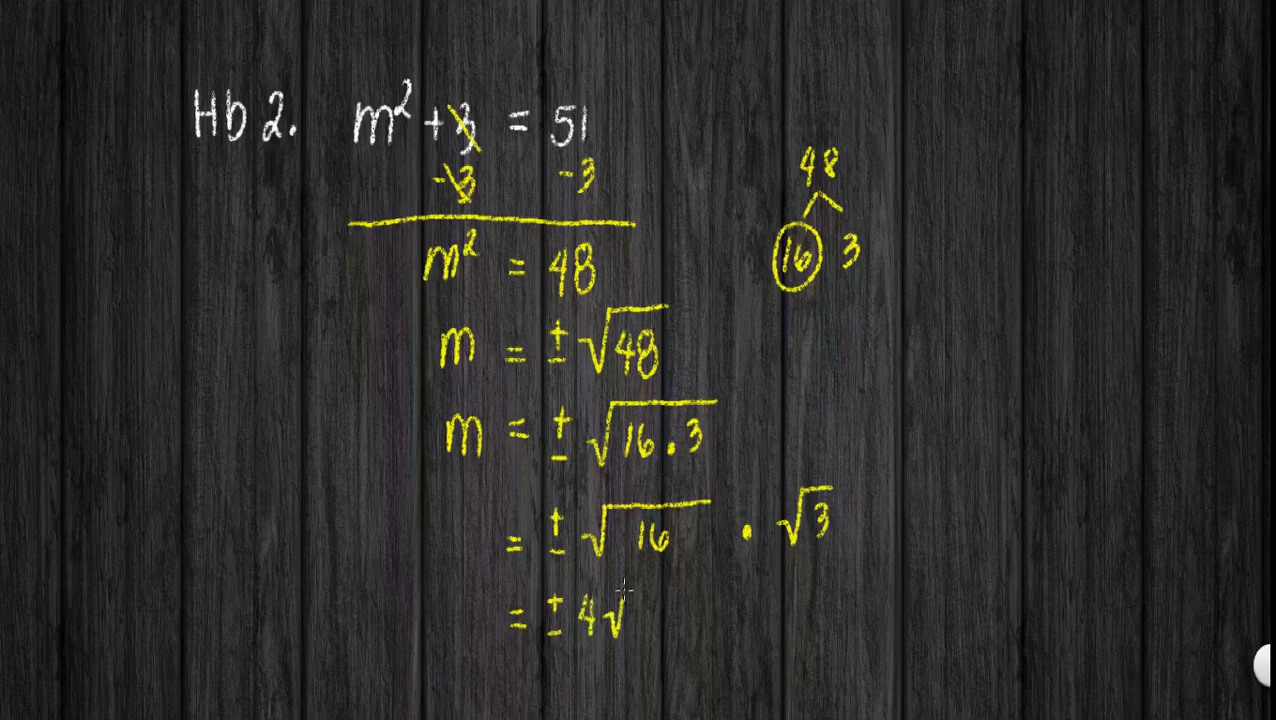 Hb 2. m² + 3 = 51
-3 -3
m² = 48
m = ± √48
m = ± √16 . 3
= ± √16 . √3
= ± 4√
48
16 3